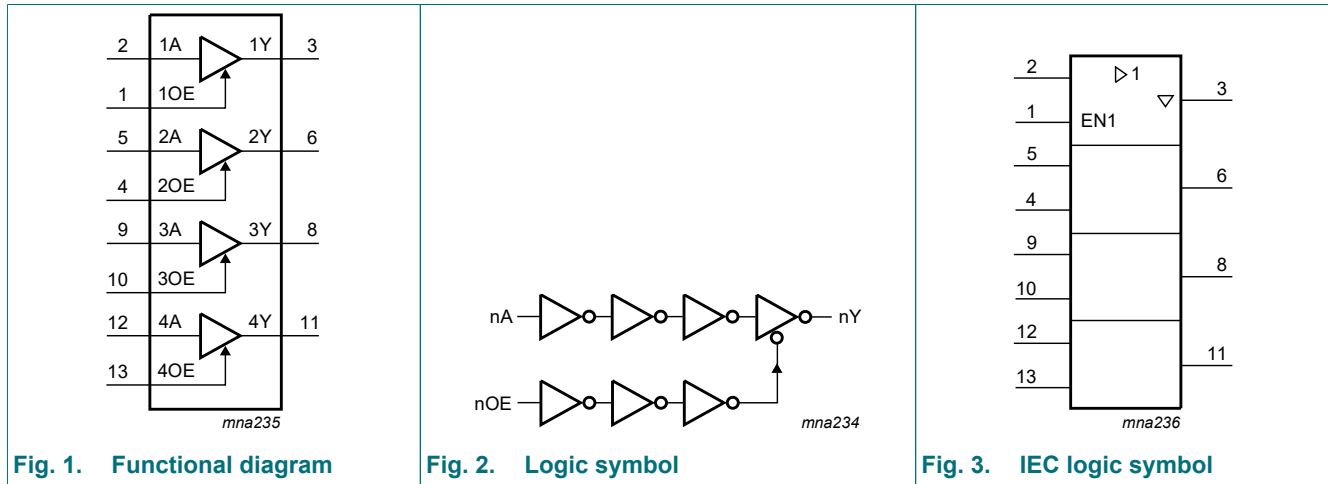 2 1A 1Y 3
1 1OE
5 2A 2Y 6
4 2OE
9 3A 3Y 8
10 3OE
12 4A 4Y 11
13 4OE
mna235
Fig. 1. Functional diagram
nA nY
nOE
mna234
Fig. 2. Logic symbol
2 1
3
1 EN1
5
6
4
9
8
10
12
11
13
mna236
Fig. 3. IEC logic symbol